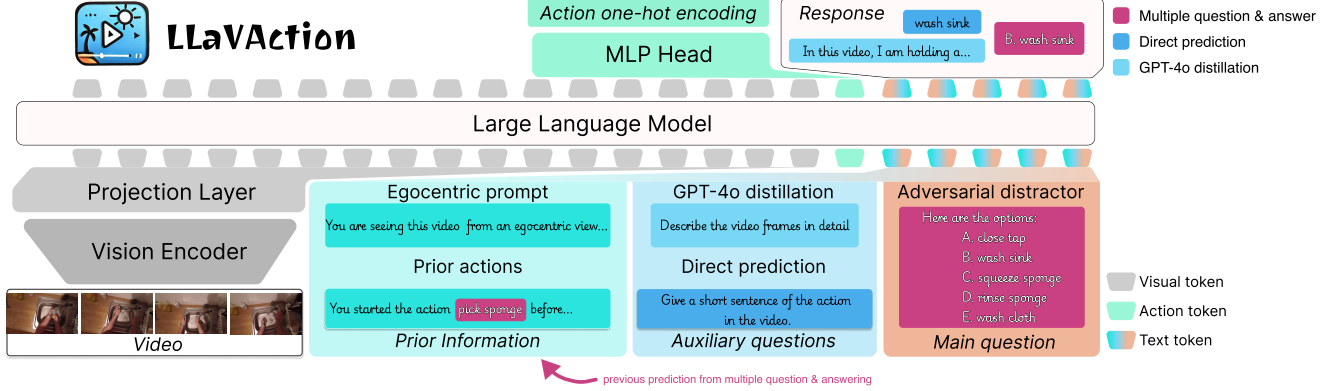 LLaVAction
Action one-hot encoding
MLP Head
Response
wash sink
In this video, I am holding a...
B. wash sink
Multiple question & answer
Direct prediction
GPT-4o distillation
Large Language Model
Projection Layer
Vision Encoder
Video
Egocentric prompt
You are seeing this video from an egocentric view...
Prior actions
You started the action pick sponge before...
Prior Information
GPT-4o distillation
Describe the video frames in detail
Direct prediction
Give a short sentence of the action
in the video.
Auxiliary questions
Adversarial distractor
Here are the options:
A. close tap
B. wash sink
C. squeeze sponge
D. rinse sponge
E. wash cloth
Main question
Visual token
Action token
Text token
previous prediction from multiple question & answering